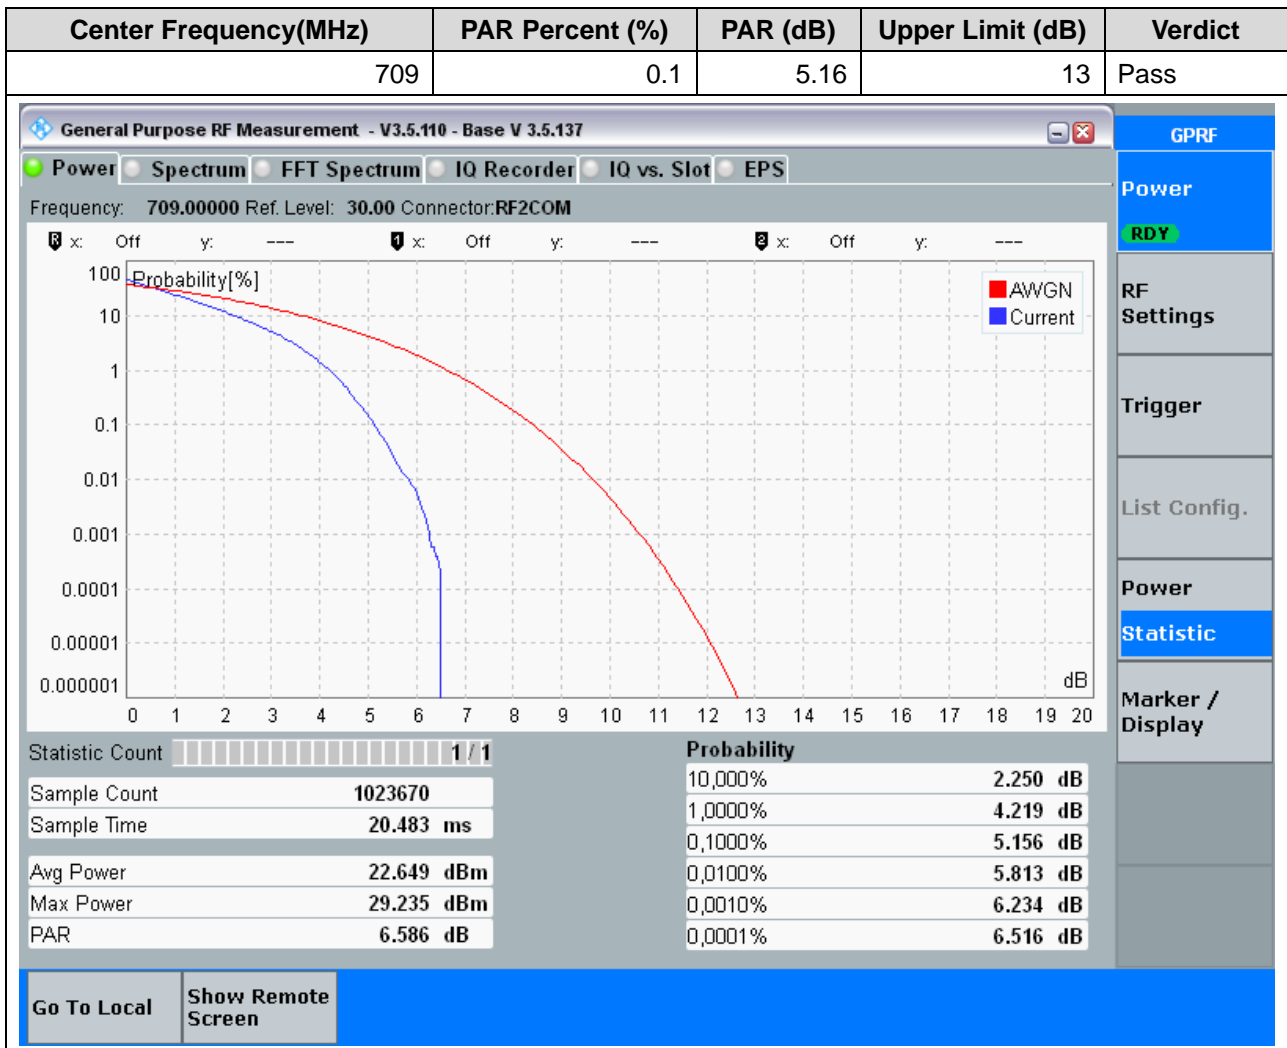 Center Frequency(MHz) PAR Percent (%) PAR (dB) Upper Limit (dB) Verdict
709 0.1 5.16 13 Pass
General Purpose RF Measurement - V3.5.110 - Base V 3.5.137
GPRF
Power Spectrum FFT Spectrum IQ Recorder IQ vs. Slot EPS
Power
RDY
Frequency: 709.00000 Ref. Level: 30.00 Connector:RF2COM
R x: Off y: --- 1 x: Off y: --- 2 x: Off y: ---
Probability[%]
AWGN
Current
100
10
1
0.1
0.01
0.001
0.0001
0.00001
0.000001
dB
0 1 2 3 4 5 6 7 8 9 10 11 12 13 14 15 16 17 18 19 20
RF
Settings
Trigger
List Config.
Power
Statistic
Marker /
Display
Statistic Count 1 / 1
Sample Count 1023670
Sample Time 20.483 ms
Avg Power 22.649 dBm
Max Power 29.235 dBm
PAR 6.586 dB
Probability
10,000% 2.250 dB
1,0000% 4.219 dB
0,1000% 5.156 dB
0,0100% 5.813 dB
0,0010% 6.234 dB
0,0001% 6.516 dB
Go To Local
Show Remote
Screen